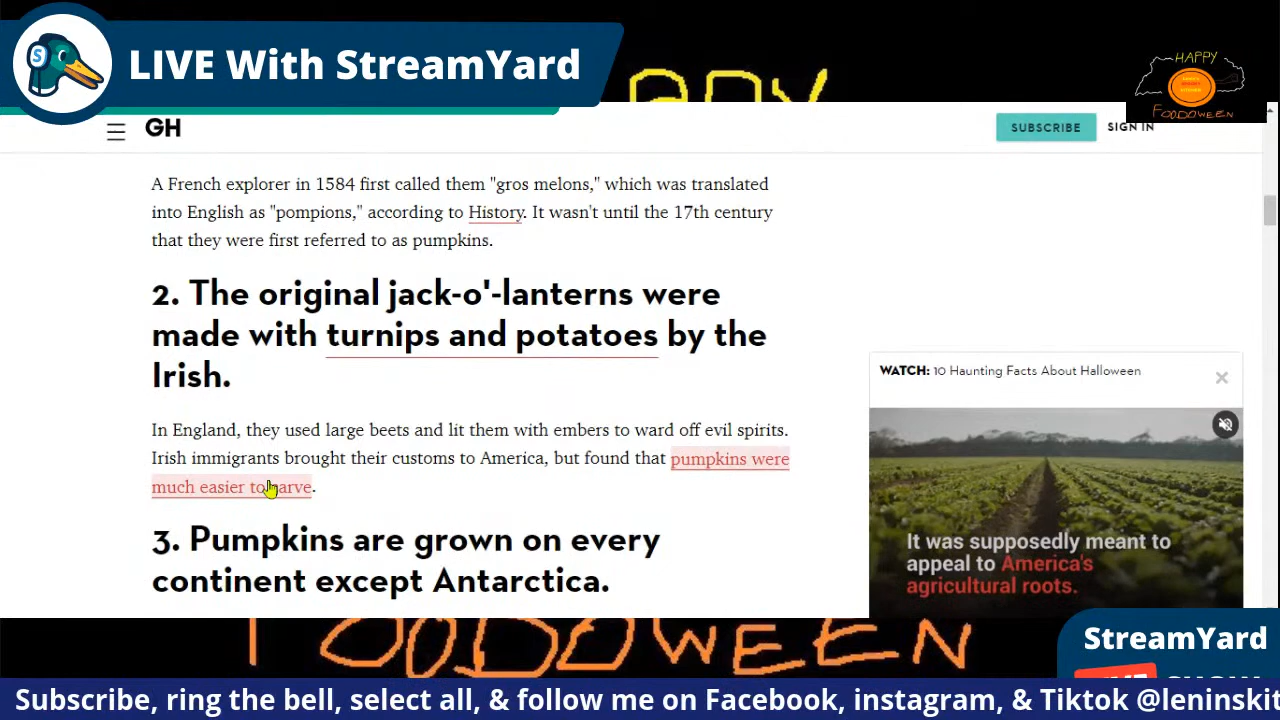 LIVE With StreamYard
HAPPY
FOODOWEEN
GH
SUBSCRIBE
SIGN IN
A French explorer in 1584 first called them "gros melons," which was translated
into English as "pompions," according to History. It wasn't until the 17th century
that they were first referred to as pumpkins.
2. The original jack-o'-lanterns were
made with turnips and potatoes by the
Irish.
In England, they used large beets and lit them with embers to ward off evil spirits.
Irish immigrants brought their customs to America, but found that pumpkins were
much easier to carve.
3. Pumpkins are grown on every
continent except Antarctica.
WATCH: 10 Haunting Facts About Halloween
It was supposedly meant to
appeal to America's
agricultural roots.
FOODOWEEN
StreamYard
LIVE SHOW
Subscribe, ring the bell, select all, & follow me on Facebook, instagram, & Tiktok @leninskit